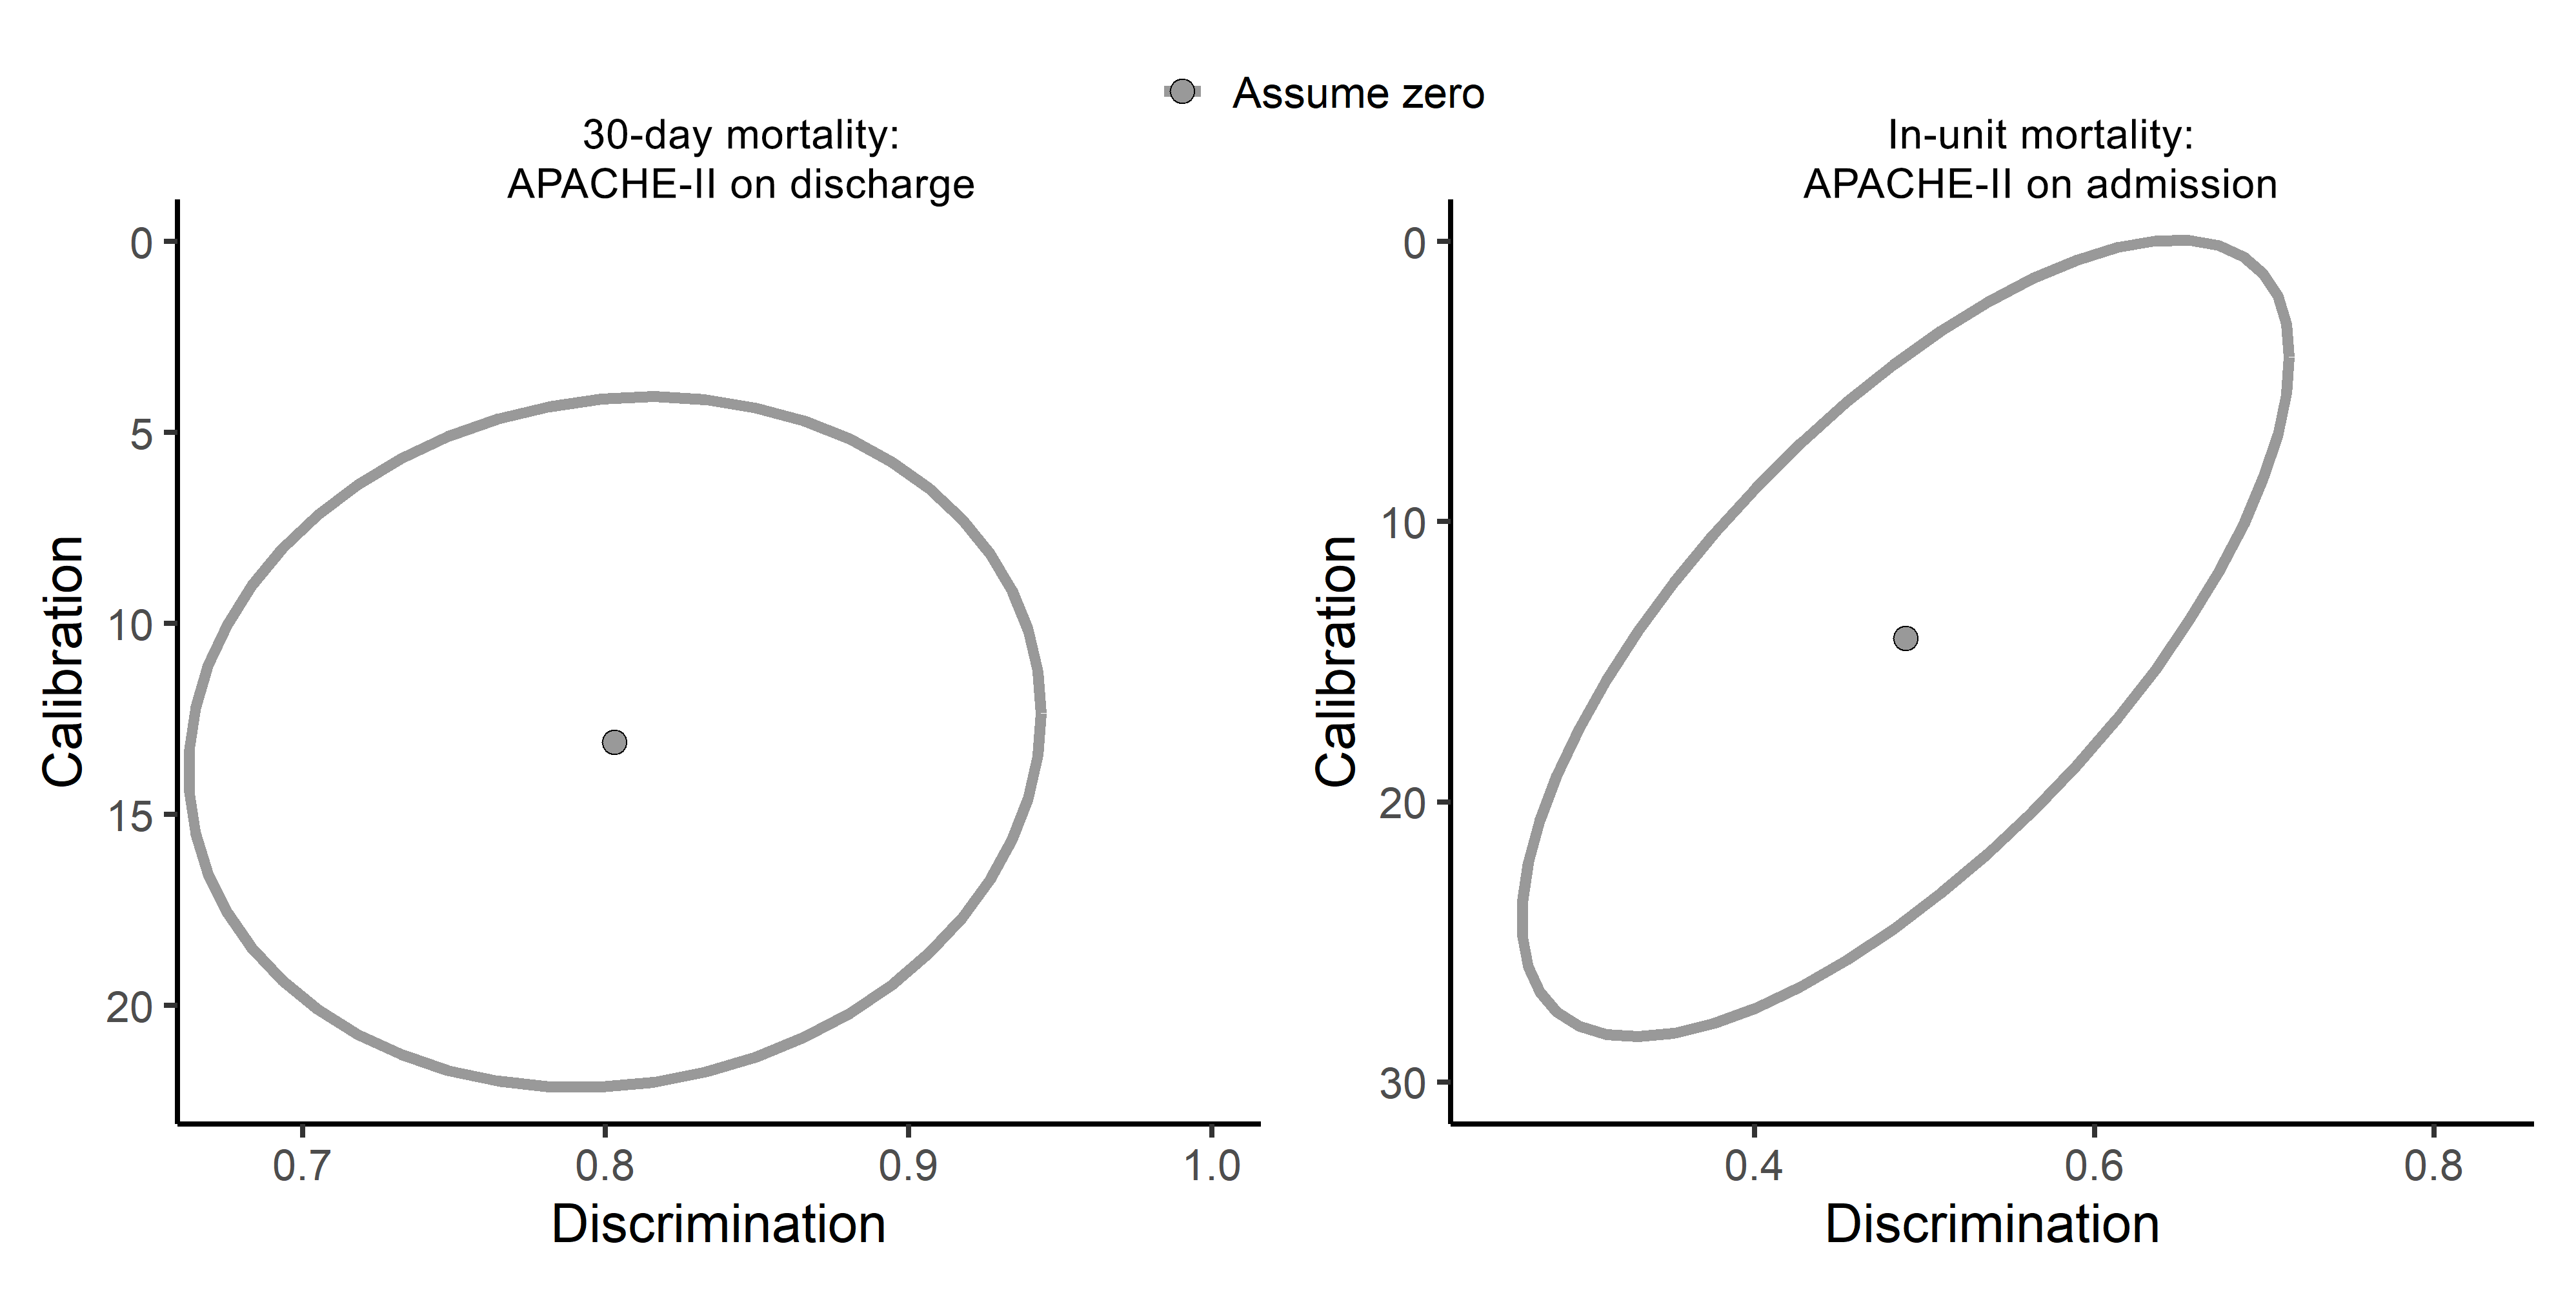 Assume zero
30-day mortality:
APACHE-II on discharge
0
5
10
15
20
Calibration
0.7
0.8
0.9
1.0
Discrimination
In-unit mortality:
APACHE-II on admission
0
10
20
30
Calibration
0.4
0.6
0.8
Discrimination